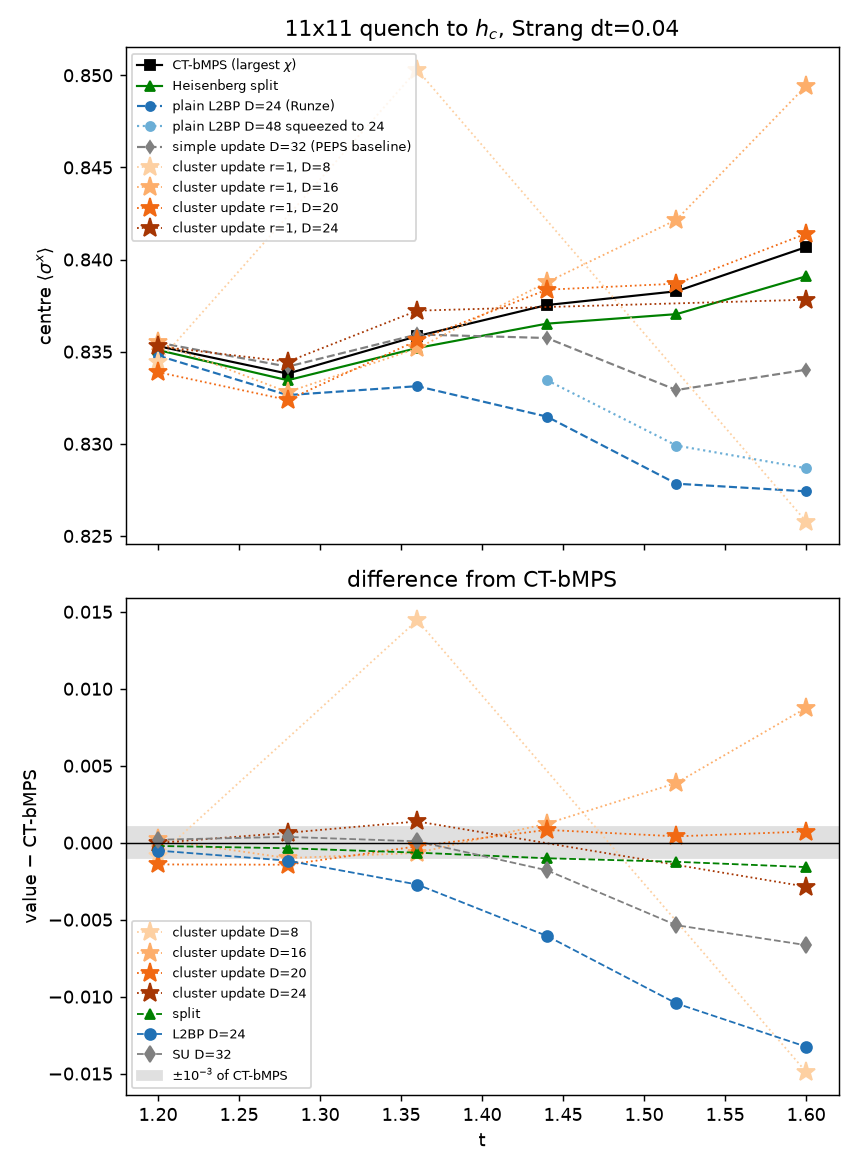 11x11 quench to h_c, Strang dt=0.04
CT-bMPS (largest χ)
Heisenberg split
plain L2BP D=24 (Runze)
plain L2BP D=48 squeezed to 24
simple update D=32 (PEPS baseline)
cluster update r=1, D=8
cluster update r=1, D=16
cluster update r=1, D=20
cluster update r=1, D=24
centre ⟨σ^x⟩
0.850
0.845
0.840
0.835
0.830
0.825
difference from CT-bMPS
value − CT-bMPS
0.015
0.010
0.005
0.000
−0.005
−0.010
−0.015
cluster update D=8
cluster update D=16
cluster update D=20
cluster update D=24
split
L2BP D=24
SU D=32
±10⁻³ of CT-bMPS
1.20 1.25 1.30 1.35 1.40 1.45 1.50 1.55 1.60
t